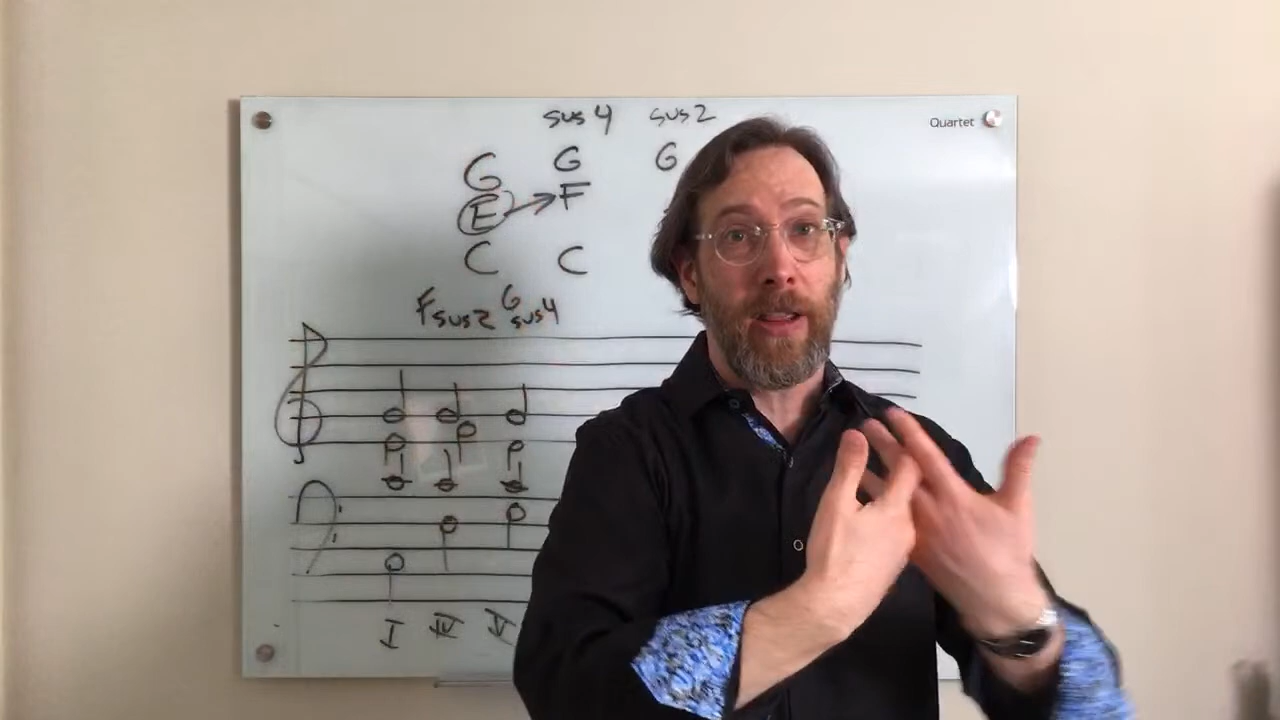 sus4 sus2 Quartet
G G G
E F
C C
Fsus2 Gsus4
I IV V